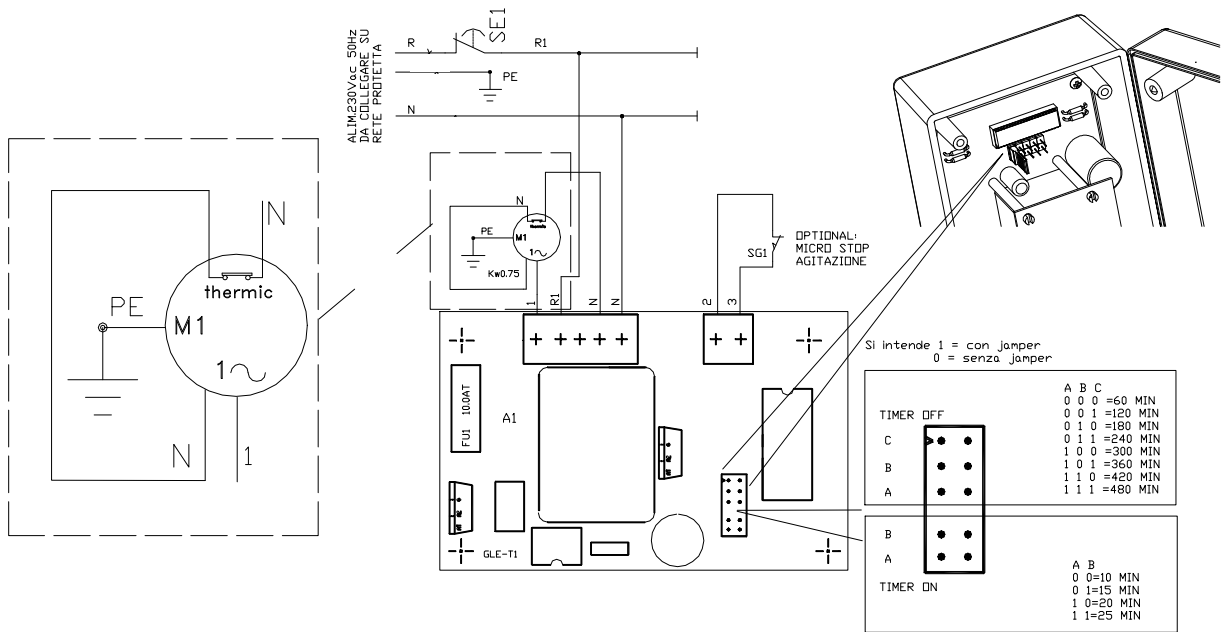 ALIM.230Vac 50Hz
DA COLLEGARE SU
RETE PROTETTA
R
SE1
R1
PE
N
N
thermic
PE
M1
1
N
1
N
thermic
PE
M1
1
Kw0.75
1
R1
N
N
2
3
SG1
OPTIONAL:
MICRO STOP
AGITAZIONE
FU1 10.0AT
A1
GLE-T1
Si intende 1 = con jamper
0 = senza jamper
TIMER OFF
C
B
A
A B C
0 0 0 =60 MIN
0 0 1 =120 MIN
0 1 0 =180 MIN
0 1 1 =240 MIN
1 0 0 =300 MIN
1 0 1 =360 MIN
1 1 0 =420 MIN
1 1 1 =480 MIN
B
A
TIMER ON
A B
0 0=10 MIN
0 1=15 MIN
1 0=20 MIN
1 1=25 MIN